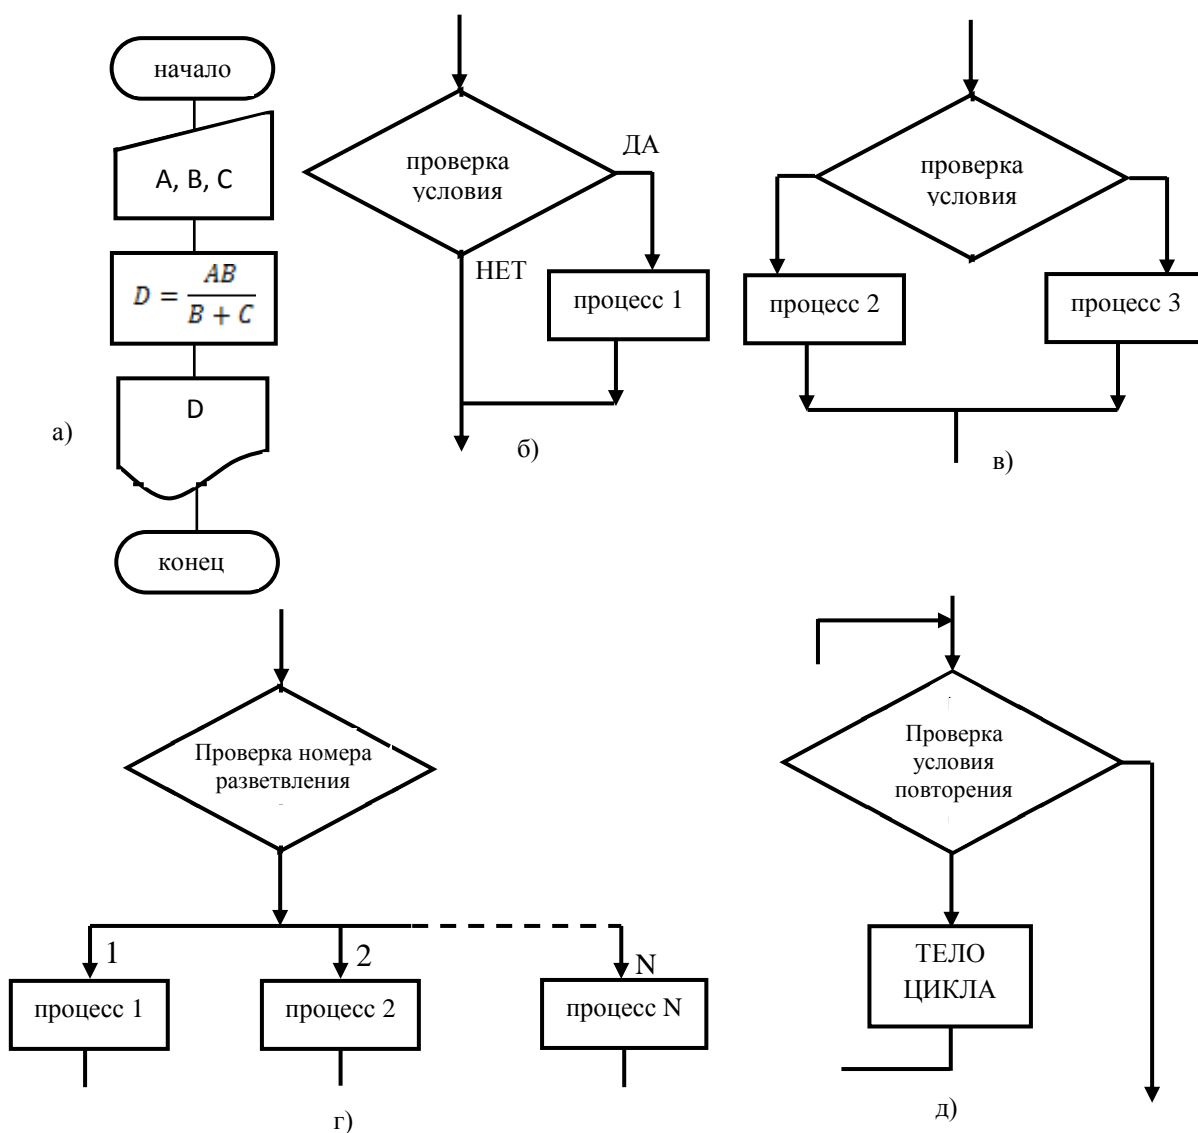 начало
A, B, C
D = AB / B + C
D
конец
а)
проверка
условия
ДА
НЕТ
процесс 1
б)
проверка
условия
процесс 2
процесс 3
в)
Проверка номера
разветвления
1
2
N
процесс 1
процесс 2
процесс N
г)
Проверка
условия
повторения
ТЕЛО
ЦИКЛА
д)